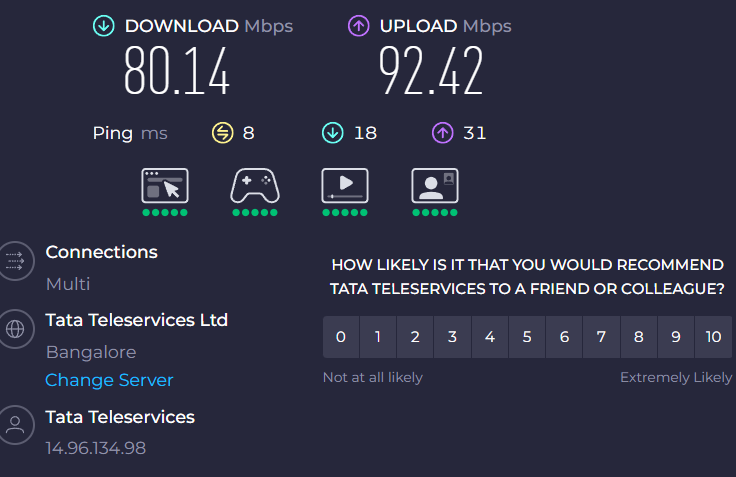 DOWNLOAD Mbps
80.14
UPLOAD Mbps
92.42
Ping ms 8 18 31
Connections
Multi
Tata Teleservices Ltd
Bangalore
Change Server
Tata Teleservices
14.96.134.98
HOW LIKELY IS IT THAT YOU WOULD RECOMMEND
TATA TELESERVICES TO A FRIEND OR COLLEAGUE?
0 1 2 3 4 5 6 7 8 9 10
Not at all likely Extremely Likely